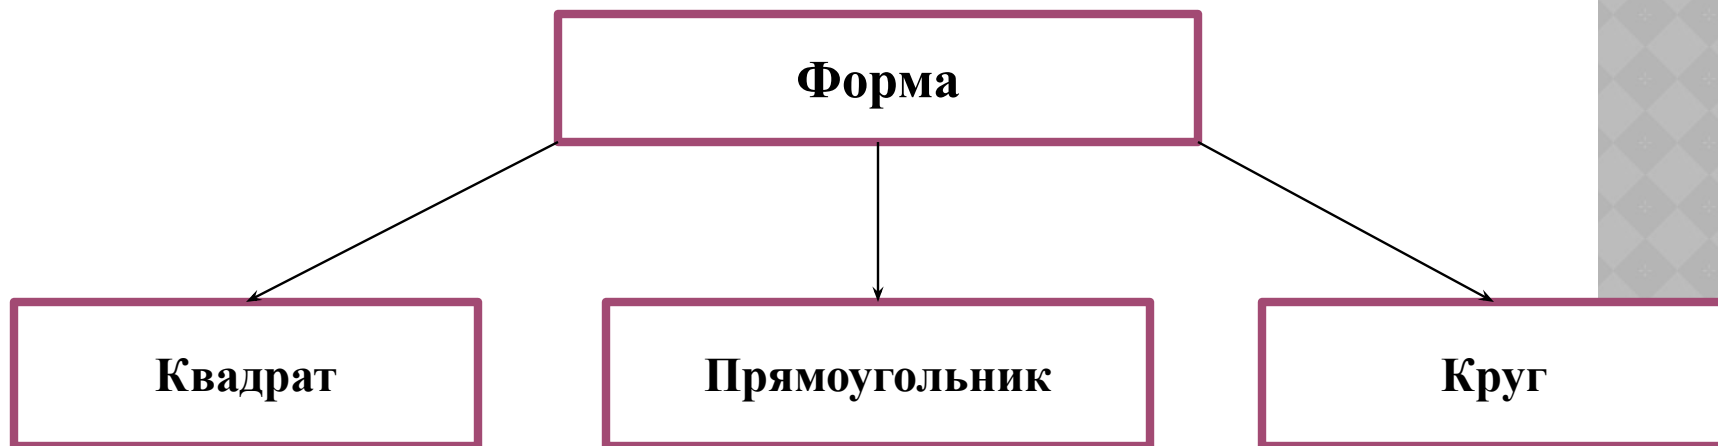 Форма
Квадрат
Прямоугольник
Круг